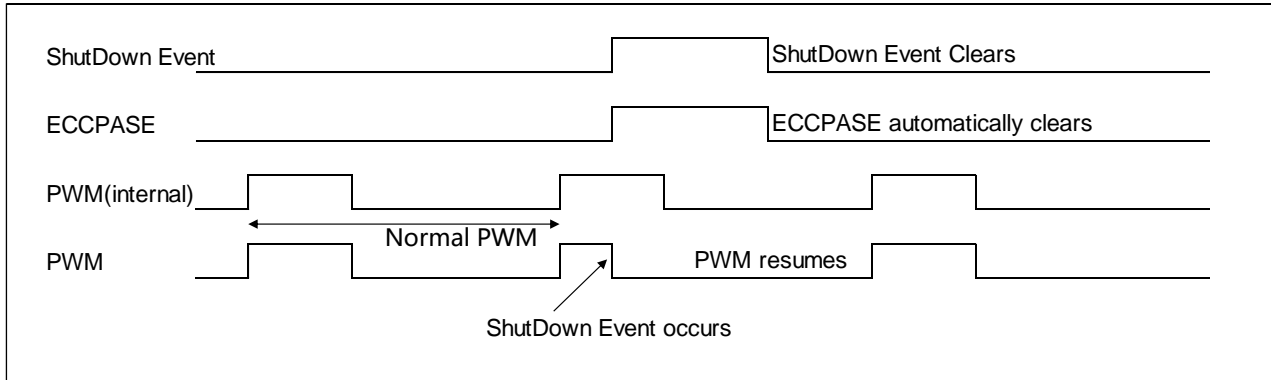 ShutDown Event
ShutDown Event Clears
ECCPASE
ECCPASE automatically clears
PWM(internal)
Normal PWM
PWM
PWM resumes
ShutDown Event occurs